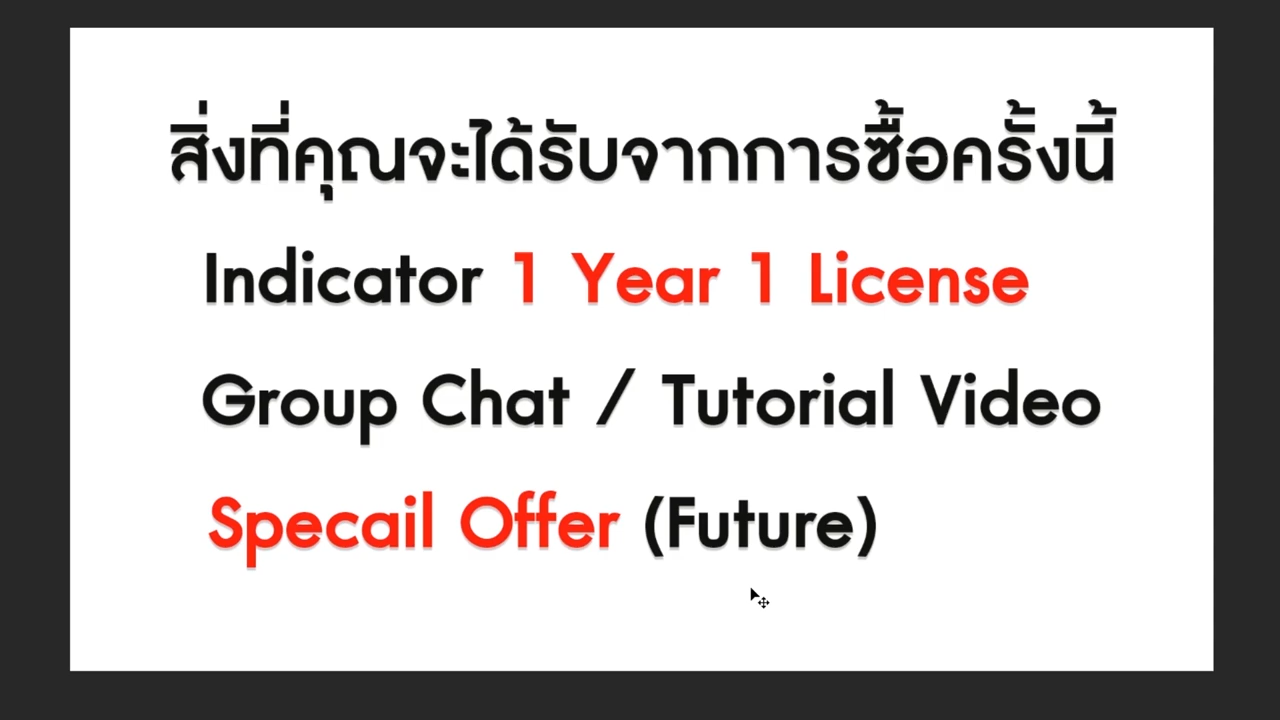 สิ่งที่คุณจะได้รับจากการซื้อครั้งนี้
Indicator 1 Year 1 License
Group Chat / Tutorial Video
Specail Offer (Future)